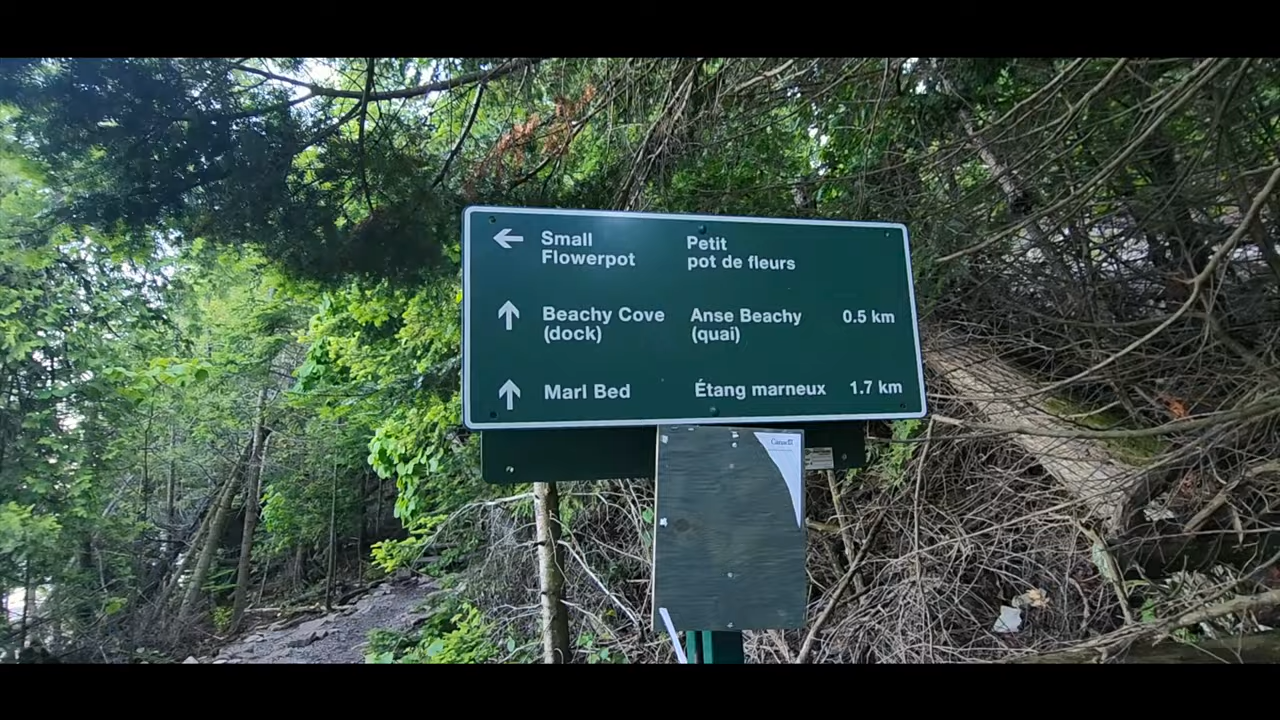 ← Small Flowerpot Petit pot de fleurs
↑ Beachy Cove (dock) Anse Beachy (quai) 0.5 km
↑ Marl Bed Étang marneux 1.7 km
Canada